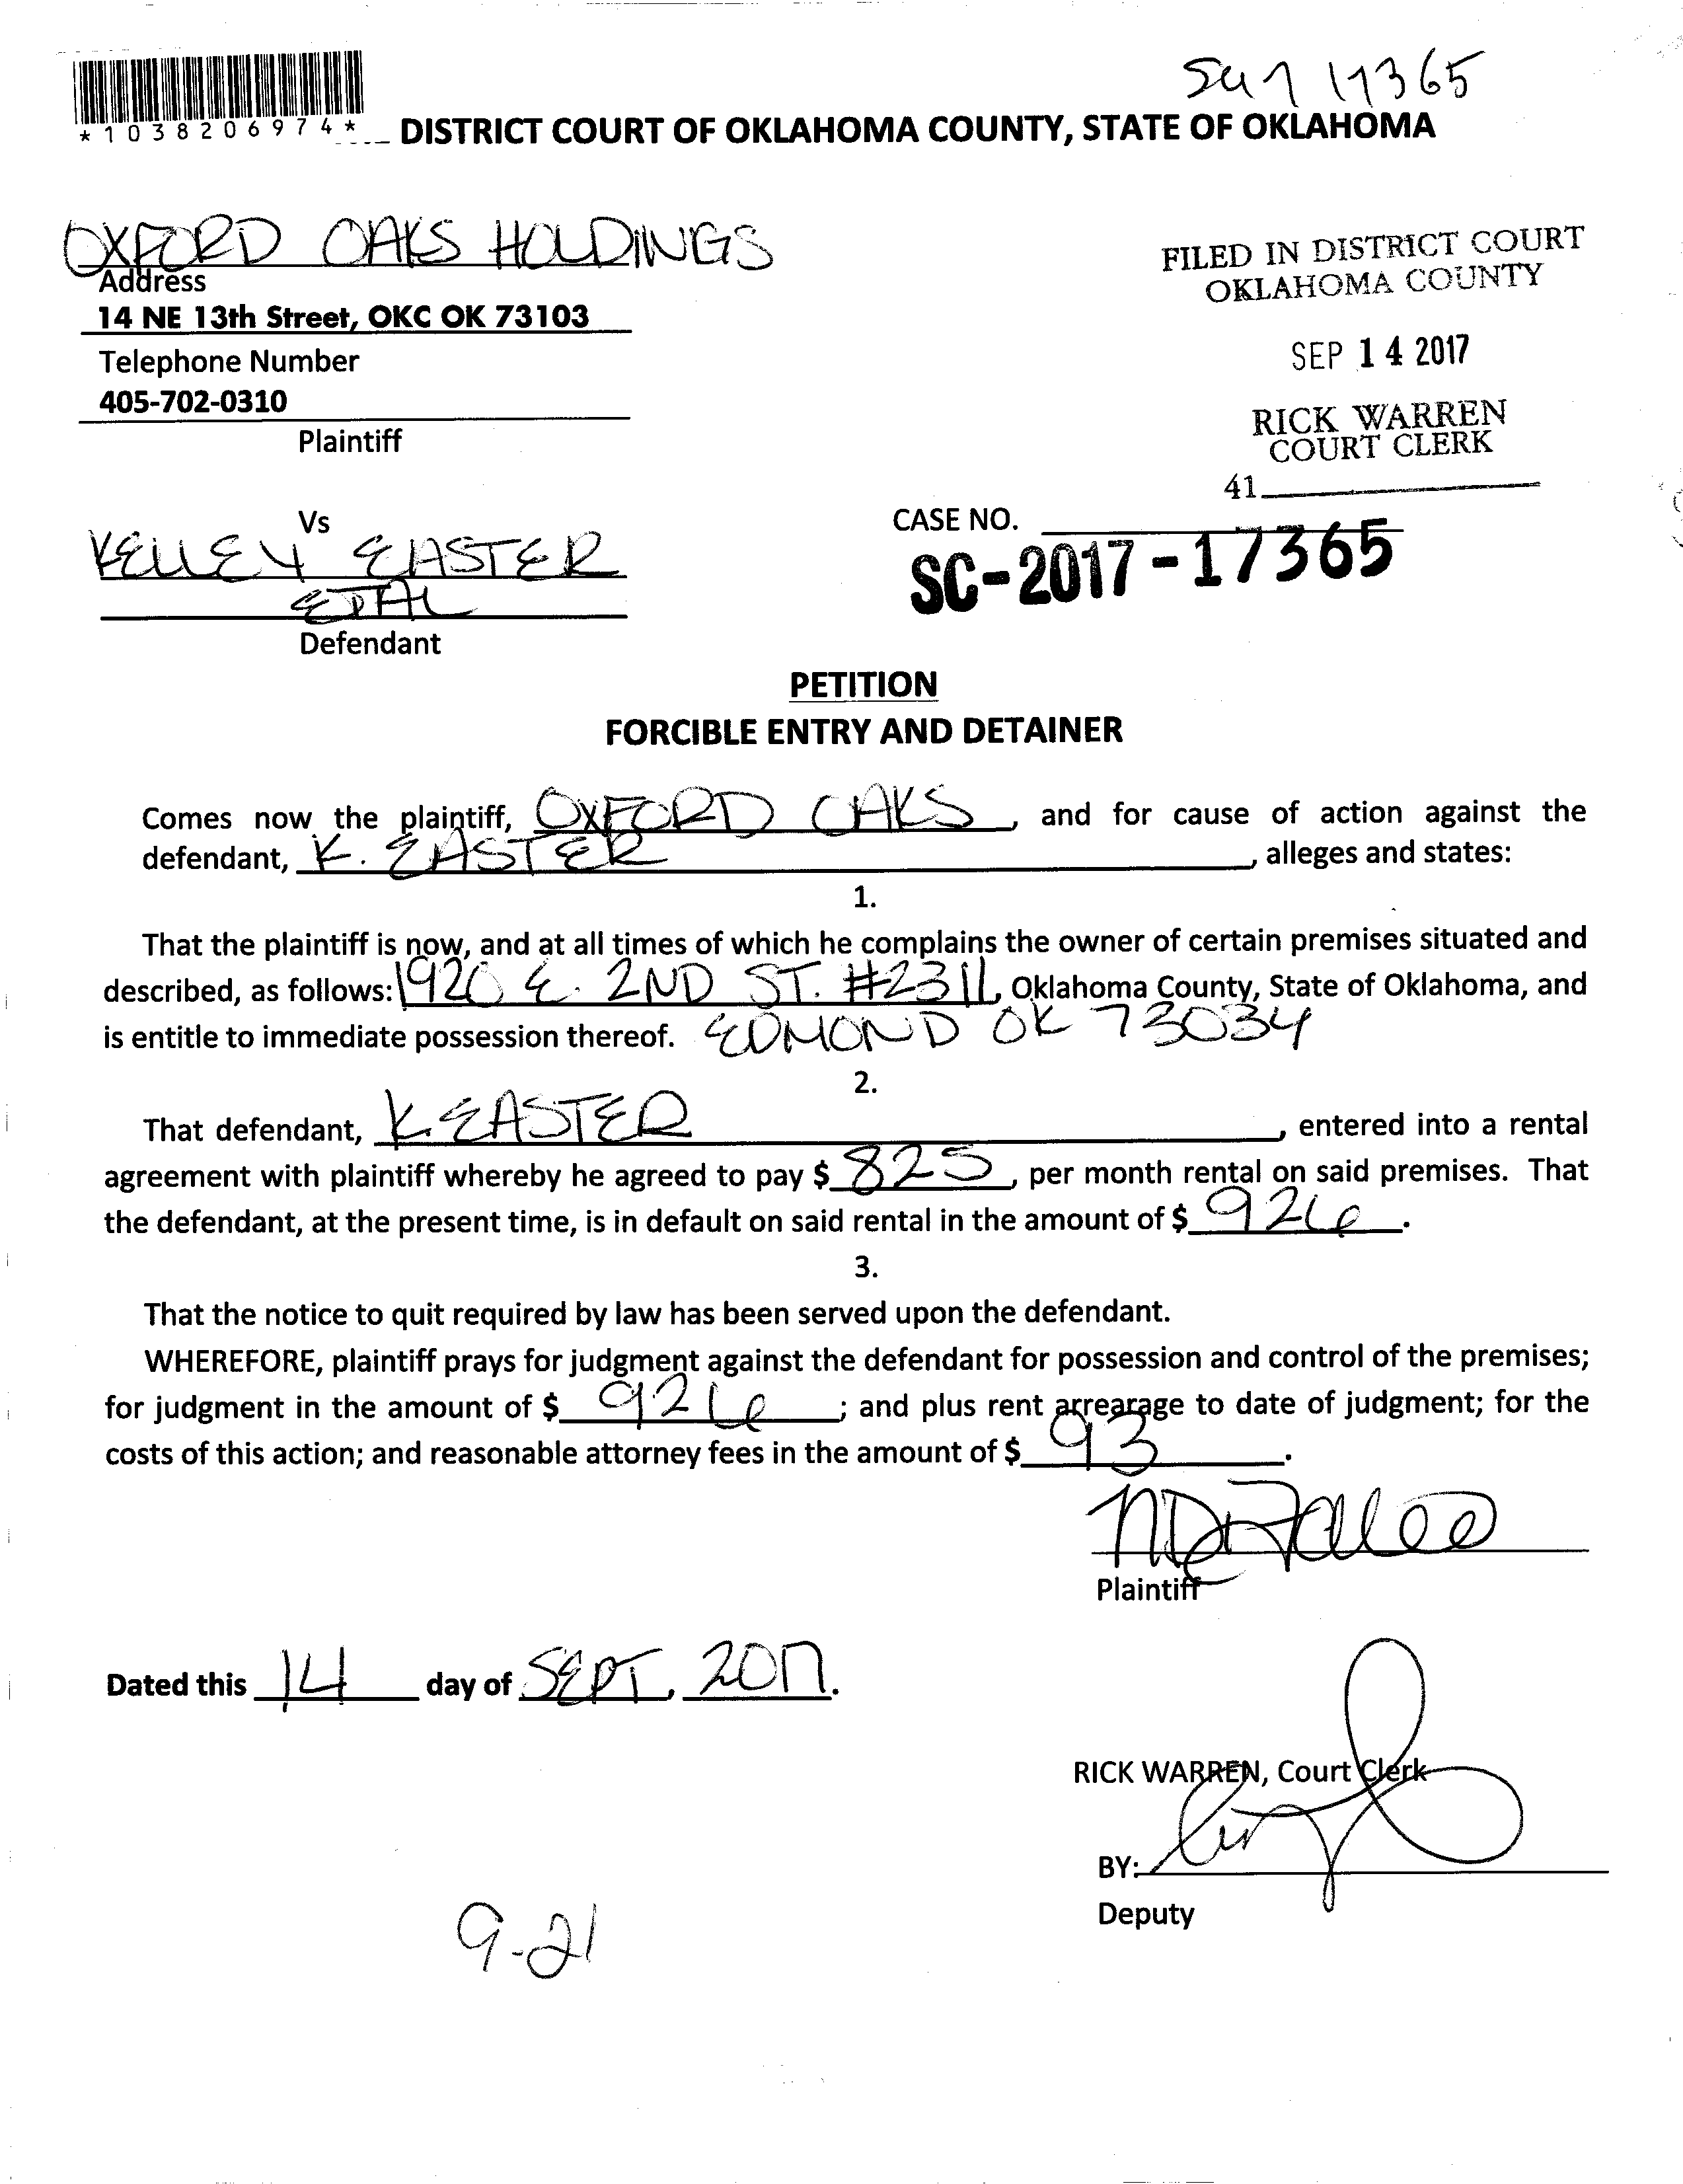 SC17 17365
*1038206974*
DISTRICT COURT OF OKLAHOMA COUNTY, STATE OF OKLAHOMA
OXFORD OAKS HOLDINGS
Address
14 NE 13th Street, OKC OK 73103
Telephone Number
405-702-0310
Plaintiff
FILED IN DISTRICT COURT
OKLAHOMA COUNTY
SEP 14 2017
RICK WARREN
COURT CLERK
41
Vs
KELLEY EASTER
ETAL
Defendant
CASE NO.
SC-2017-17365
PETITION
FORCIBLE ENTRY AND DETAINER
Comes now the plaintiff, OXFORD OAKS, and for cause of action against the
defendant, K. EASTER, alleges and states:
1.
That the plaintiff is now, and at all times of which he complains the owner of certain premises situated and
described, as follows: 1920 E. 2ND ST. #2311, Oklahoma County, State of Oklahoma, and
is entitle to immediate possession thereof. EDMOND OK 73034
2.
That defendant, K. EASTER, entered into a rental
agreement with plaintiff whereby he agreed to pay $ 825, per month rental on said premises. That
the defendant, at the present time, is in default on said rental in the amount of $ 926.
3.
That the notice to quit required by law has been served upon the defendant.
WHEREFORE, plaintiff prays for judgment against the defendant for possession and control of the premises;
for judgment in the amount of $ 926; and plus rent arrearage to date of judgment; for the
costs of this action; and reasonable attorney fees in the amount of $ 93.
Plaintiff
Dated this 14 day of SEPT, 2017.
RICK WARREN, Court Clerk
BY:
Deputy
9-21